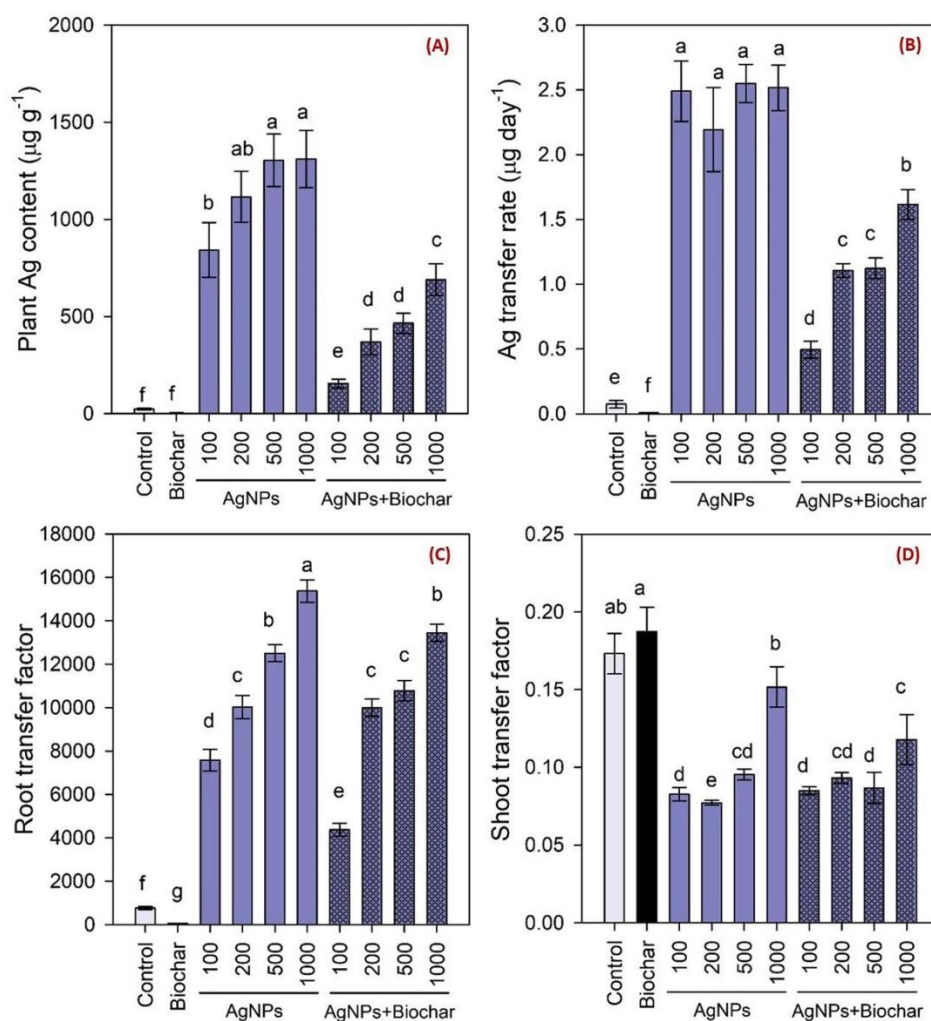 (A)
Plant Ag content (µg g⁻¹)
2000
1500
1000
500
0
f
f
b
ab
a
a
e
d
d
c
Control
Biochar
100
200
500
1000
100
200
500
1000
AgNPs
AgNPs+Biochar
(B)
Ag transfer rate (µg day⁻¹)
3.0
2.5
2.0
1.5
1.0
0.5
0.0
e
f
a
a
a
a
d
c
c
b
Control
Biochar
100
200
500
1000
100
200
500
1000
AgNPs
AgNPs+Biochar
(C)
Root transfer factor
18000
16000
14000
12000
10000
8000
6000
4000
2000
0
f
g
d
c
b
a
e
c
c
b
Control
Biochar
100
200
500
1000
100
200
500
1000
AgNPs
AgNPs+Biochar
(D)
Shoot transfer factor
0.25
0.20
0.15
0.10
0.05
0.00
ab
a
d
e
cd
b
d
cd
d
c
Control
Biochar
100
200
500
1000
100
200
500
1000
AgNPs
AgNPs+Biochar